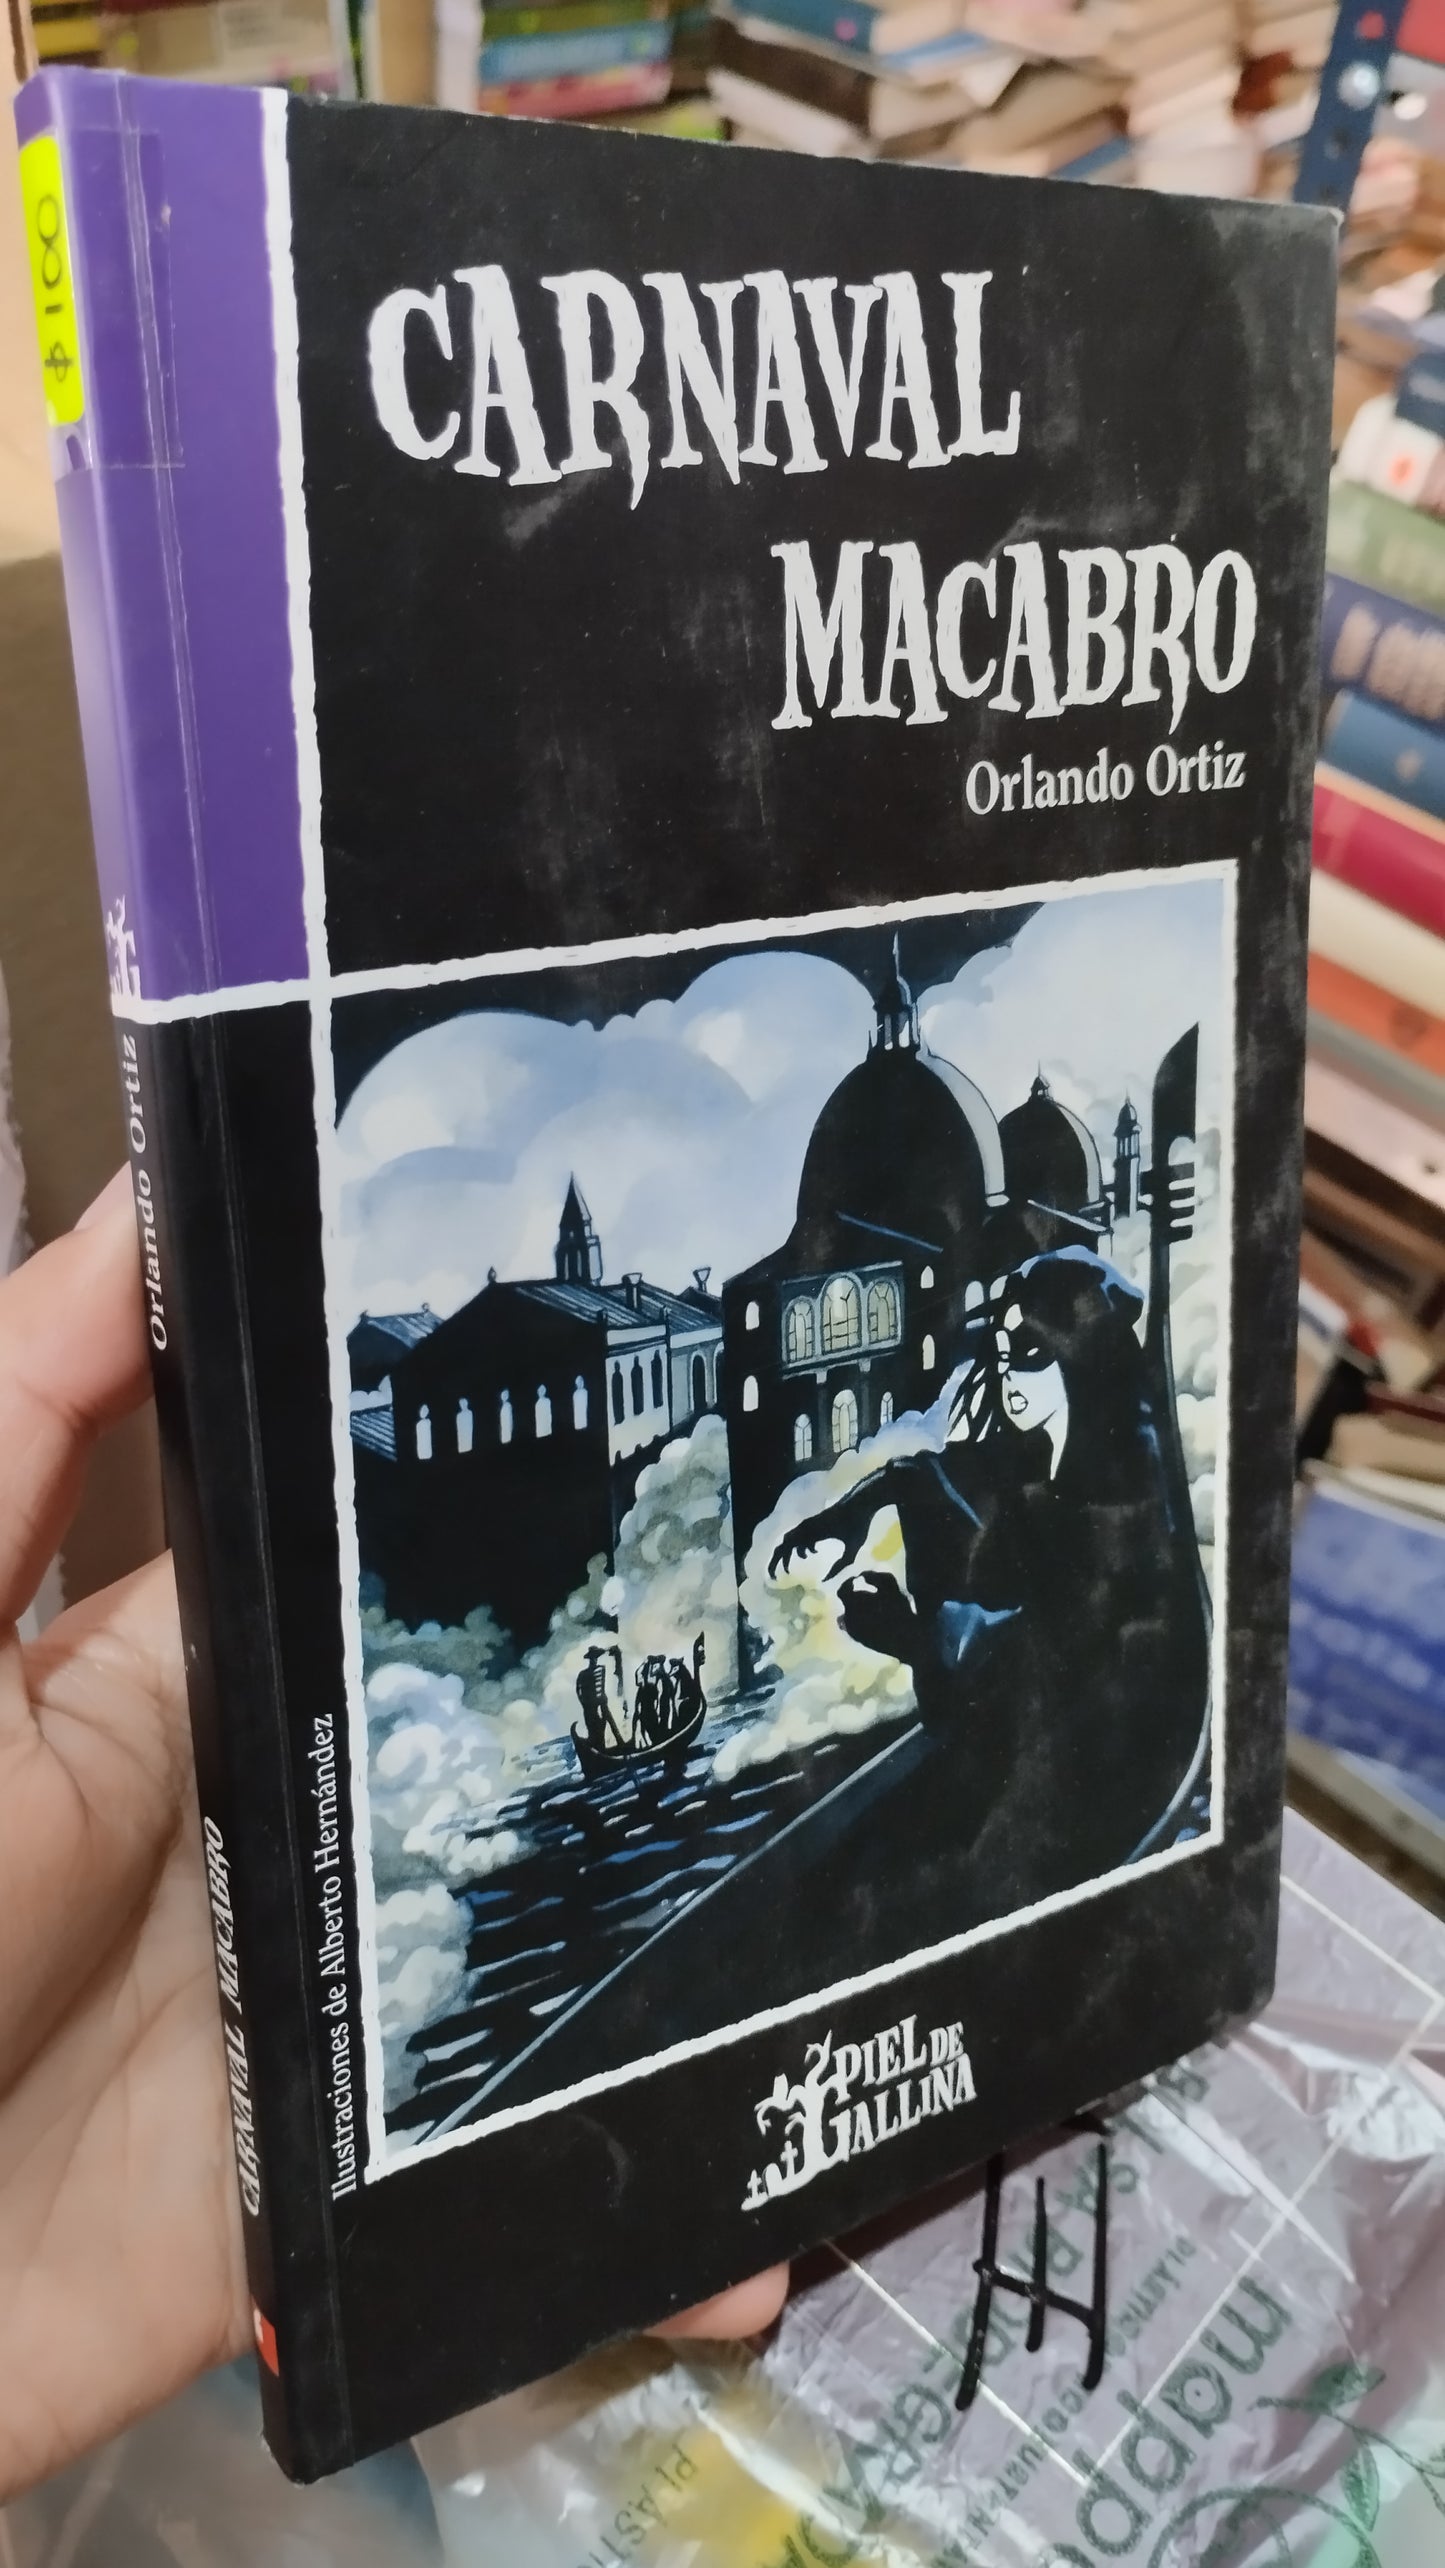 $100
CARNAVAL
MACABRO
Orlando Ortiz
Orlando Ortiz
CARNAVAL MACABRO
Ilustraciones de Alberto Hernández
PIEL DE
GALLINA